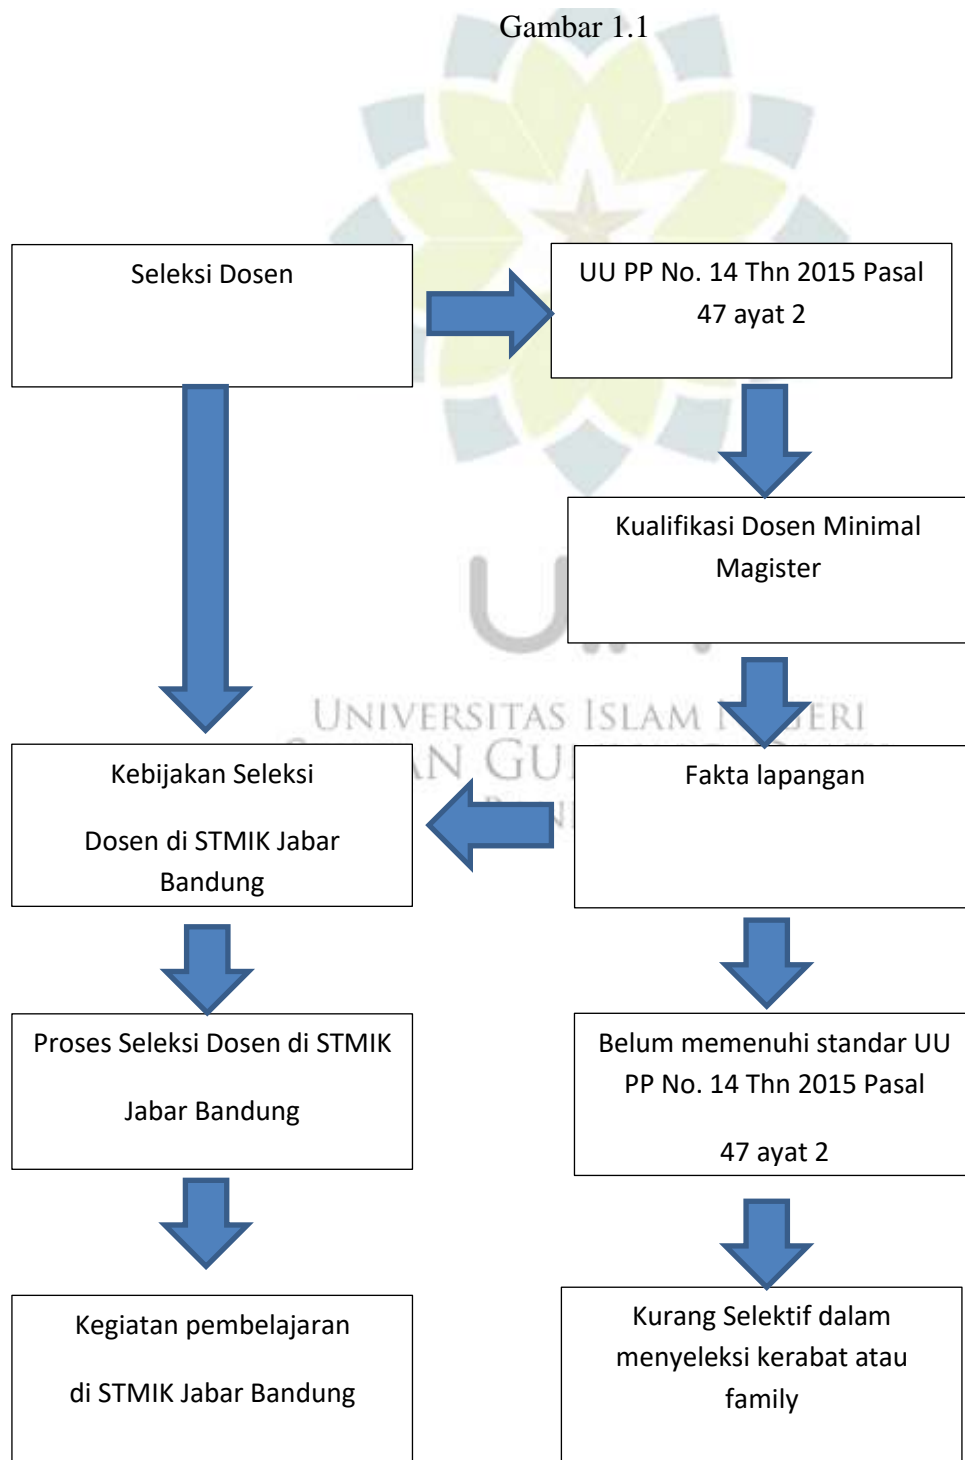 Gambar 1.1
Seleksi Dosen
UU PP No. 14 Thn 2015 Pasal
47 ayat 2
Kualifikasi Dosen Minimal
Magister
UNIVERSITAS ISLAM
Kebijakan Seleksi
Dosen di STMIK Jabar
Bandung
Fakta lapangan
Proses Seleksi Dosen di STMIK
Jabar Bandung
Belum memenuhi standar UU
PP No. 14 Thn 2015 Pasal
47 ayat 2
Kegiatan pembelajaran
di STMIK Jabar Bandung
Kurang Selektif dalam
menyeleksi kerabat atau
family